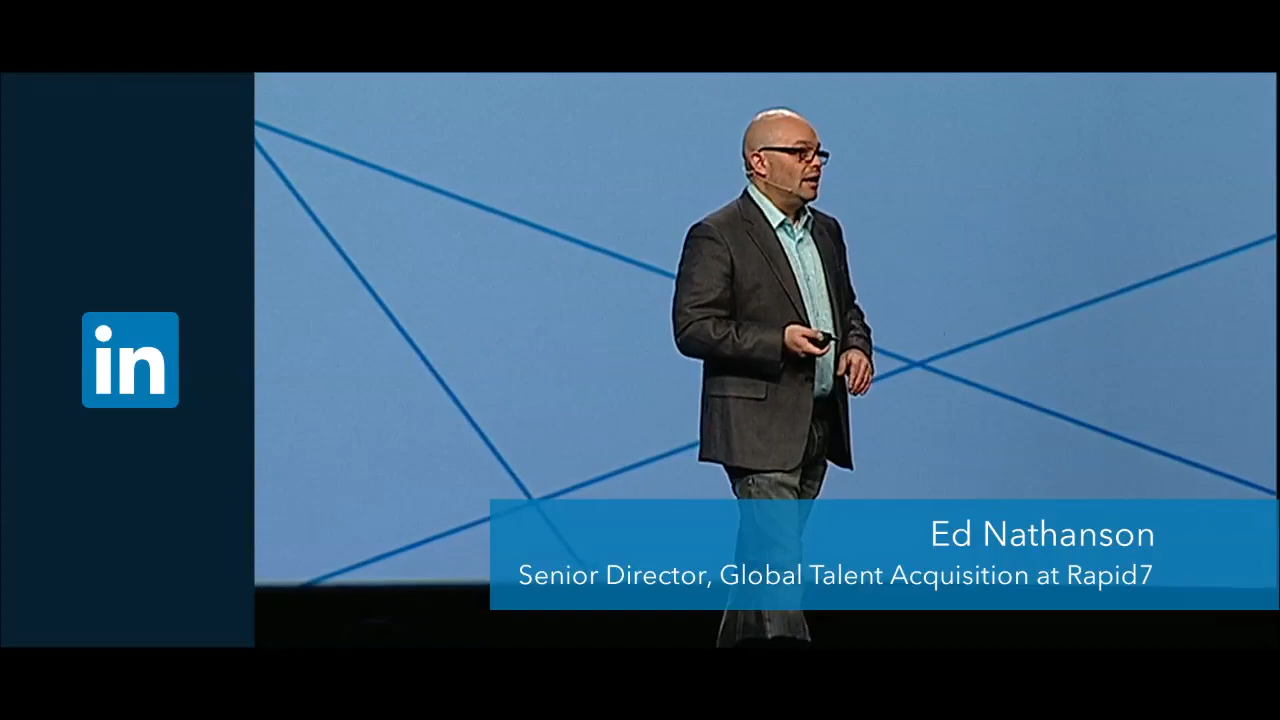 in
Ed Nathanson
Senior Director, Global Talent Acquisition at Rapid7